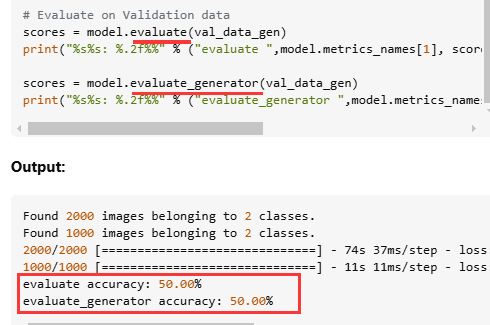 # Evaluate on Validation data
scores = model.evaluate(val_data_gen)
print("%s%s: %.2f%%" % ("evaluate ",model.metrics_names[1], scor
scores = model.evaluate_generator(val_data_gen)
print("%s%s: %.2f%%" % ("evaluate_generator ",model.metrics_names
Output:
Found 2000 images belonging to 2 classes.
Found 1000 images belonging to 2 classes.
2000/2000 [==============================] - 74s 37ms/step - loss
1000/1000 [==============================] - 11s 11ms/step - loss
evaluate accuracy: 50.00%
evaluate_generator accuracy: 50.00%